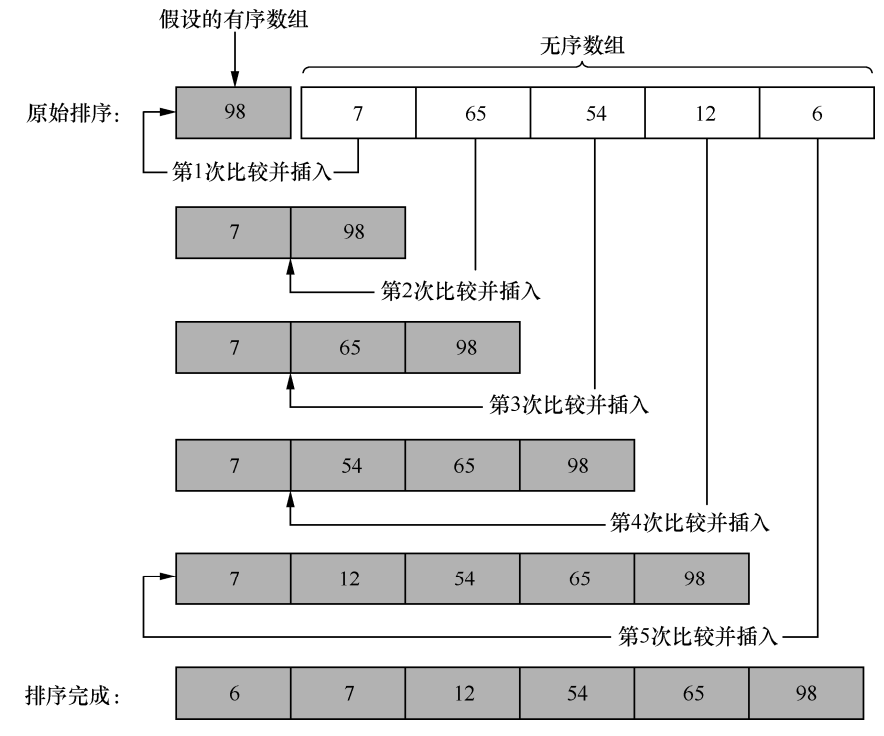 假设的有序数组
无序数组
原始排序：
98 7 65 54 12 6
第1次比较并插入
7 98
第2次比较并插入
7 65 98
第3次比较并插入
7 54 65 98
第4次比较并插入
7 12 54 65 98
第5次比较并插入
排序完成： 6 7 12 54 65 98